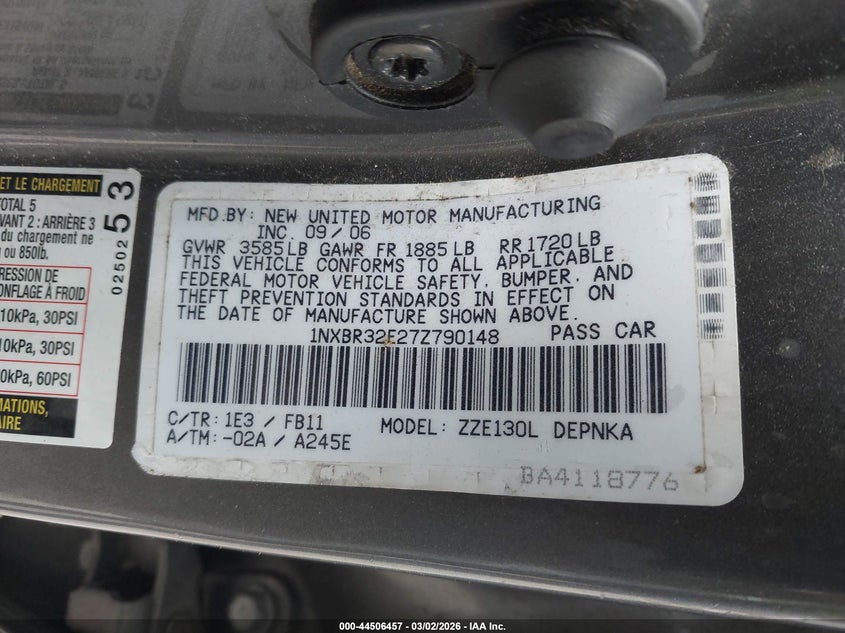 ET LE CHARGEMENT
TOTAL 5
VANT 2 : ARRIÈRE 3
du chargement ne
ou 850lb.
RESSION DE
ONFLAGE À FROID
10kPa, 30PSI
10kPa, 30PSI
0kPa, 60PSI
MATIONS,
AIRE
02502 53
MFD.BY: NEW UNITED MOTOR MANUFACTURING
INC. 09/06
GVWR 3585LB GAWR FR 1885LB RR 1720LB
THIS VEHICLE CONFORMS TO ALL APPLICABLE
FEDERAL MOTOR VEHICLE SAFETY, BUMPER, AND
THEFT PREVENTION STANDARDS IN EFFECT ON
THE DATE OF MANUFACTURE SHOWN ABOVE.
1NXBR32E27Z790148 PASS CAR
C/TR: 1E3 / FB11 MODEL: ZZE130L DEPNKA
A/TM: -02A / A245E
BA4118776
000-44506457 - 03/02/2026 - IAA Inc.